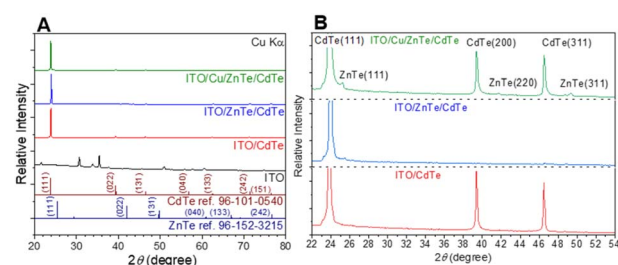 A
Cu Kα
ITO/Cu/ZnTe/CdTe
ITO/ZnTe/CdTe
ITO/CdTe
ITO
(111)
(022)
(131)
(040)
(133)
(242)
(151)
CdTe ref. 96-101-0540
(111)
(022)
(131)
(040) (133) (242)
ZnTe ref. 96-152-3215
Relative Intensity
20 30 40 50 60 70 80
2θ (degree)
B
CdTe(111) ITO/Cu/ZnTe/CdTe CdTe(200) CdTe(311)
ZnTe(111)
ZnTe(220) ZnTe(311)
ITO/ZnTe/CdTe
ITO/CdTe
Relative Intensity
22 24 26 28 30 32 34 36 38 40 42 44 46 48 50 52 54
2θ (degree)